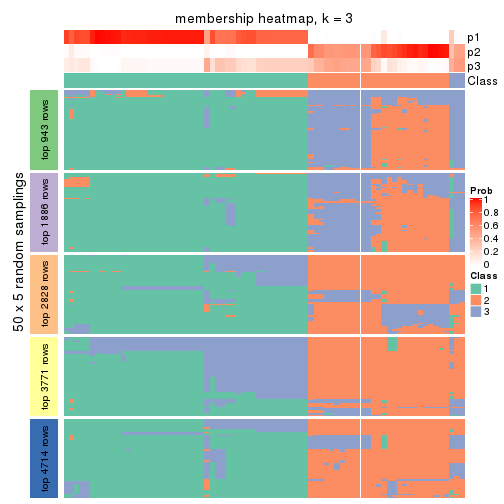 membership heatmap, k = 3
p1
p2
p3
Class
50 x 5 random samplings
top 943 rows
top 1886 rows
top 2828 rows
top 3771 rows
top 4714 rows
Prob
1
0.8
0.6
0.4
0.2
0
Class
1
2
3